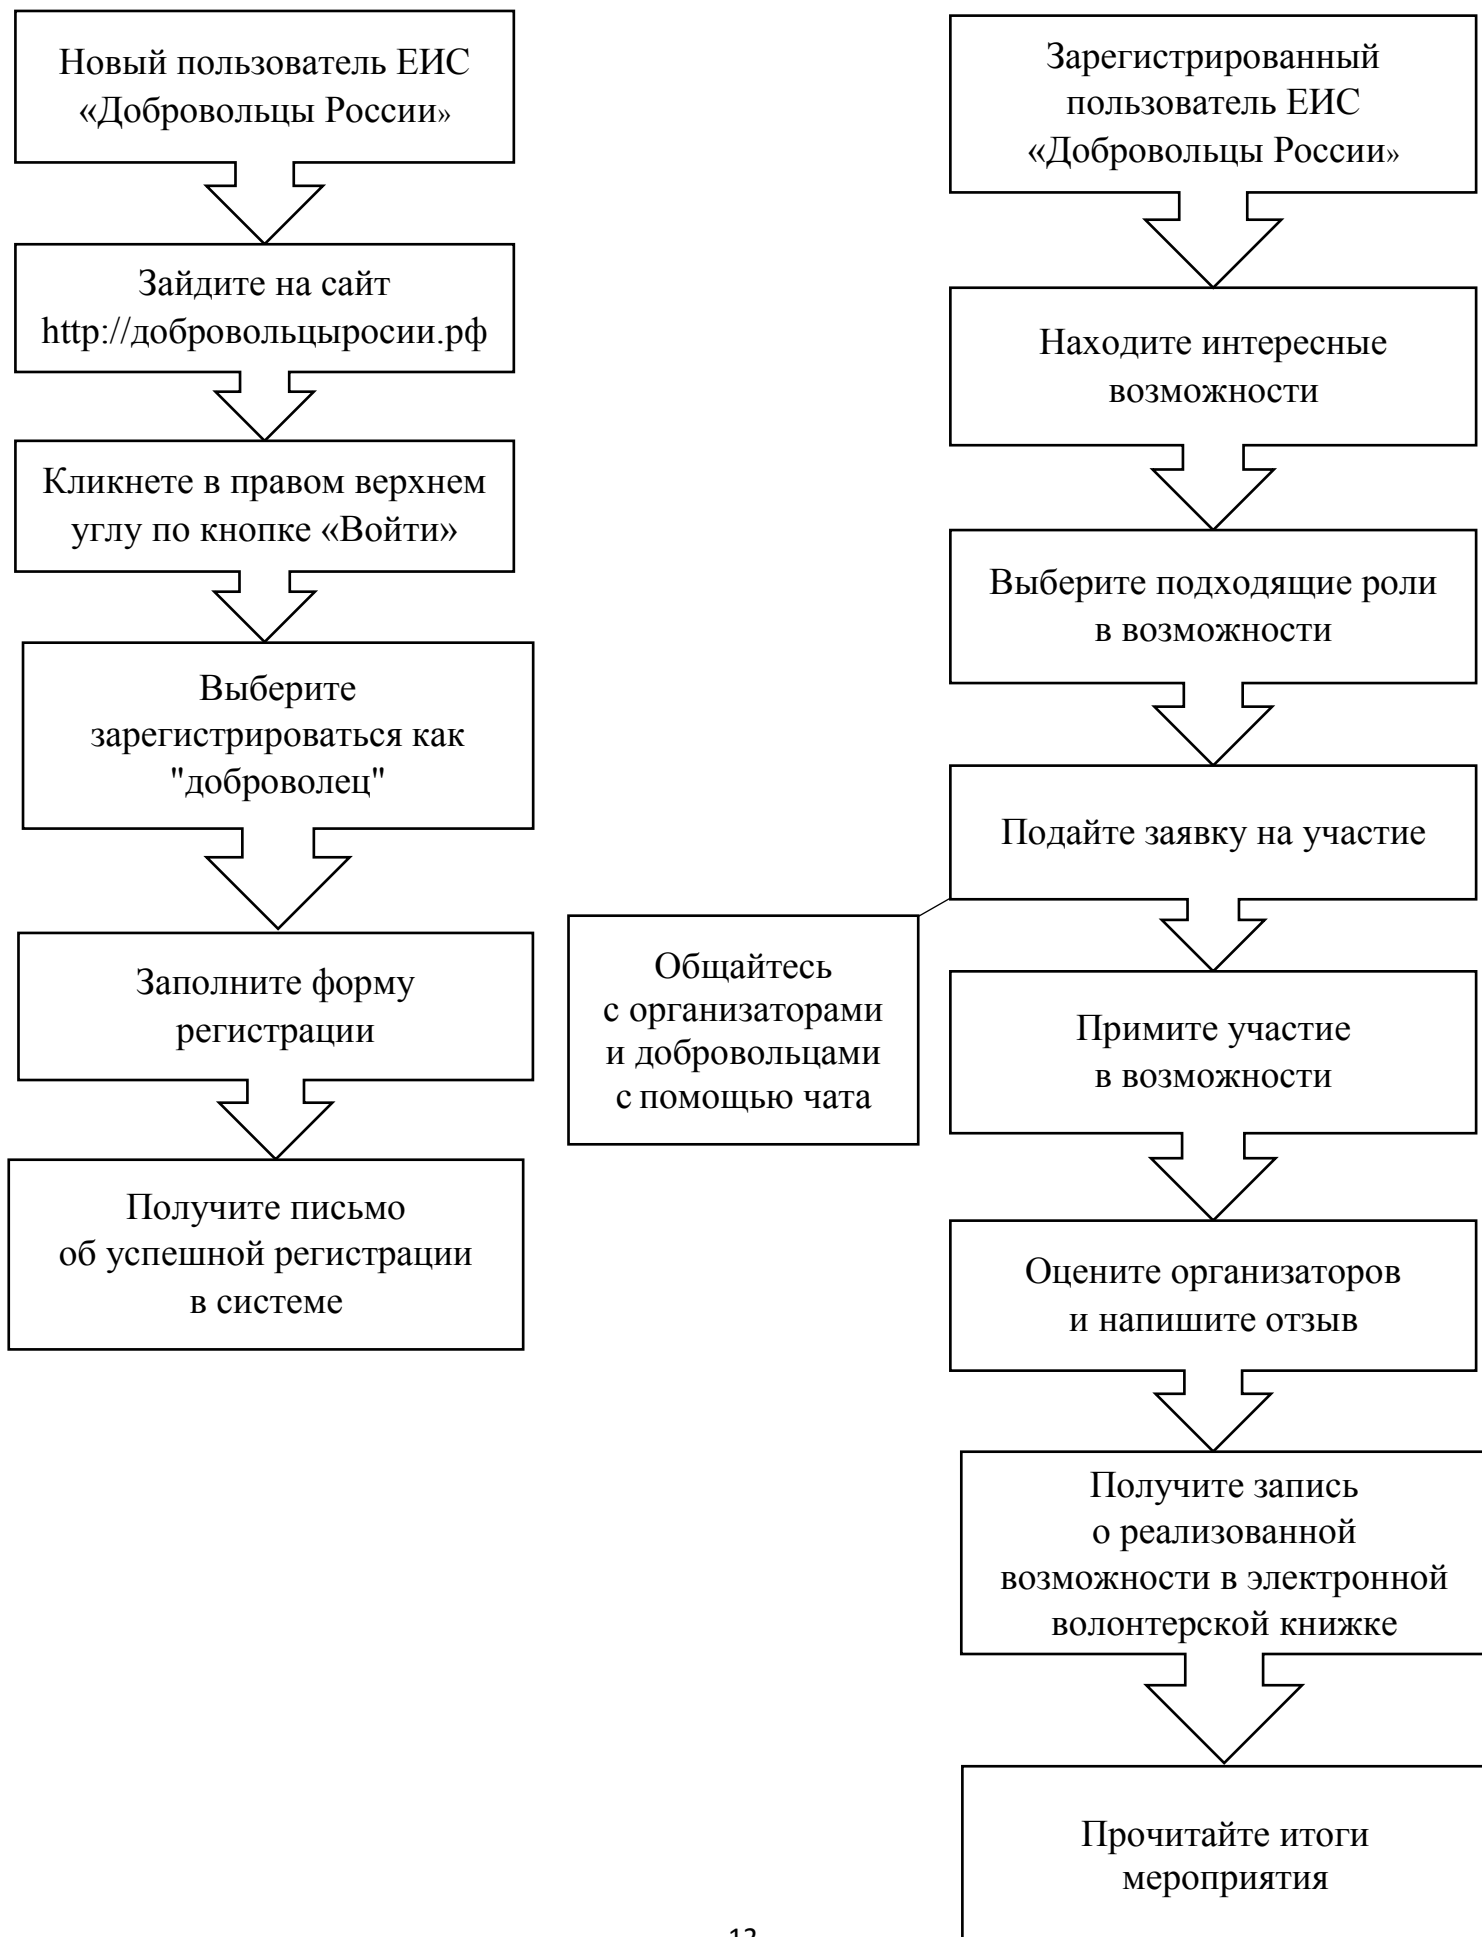 Новый пользователь ЕИС
«Добровольцы России»
Зайдите на сайт
http://добровольцыросии.рф
Кликнете в правом верхнем
углу по кнопке «Войти»
Выберите
зарегистрироваться как
"доброволец"
Заполните форму
регистрации
Получите письмо
об успешной регистрации
в системе
Зарегистрированный
пользователь ЕИС
«Добровольцы России»
Находите интересные
возможности
Выберите подходящие роли
в возможности
Подайте заявку на участие
Общайтесь
с организаторами
и добровольцами
с помощью чата
Примите участие
в возможности
Оцените организаторов
и напишите отзыв
Получите запись
о реализованной
возможности в электронной
волонтерской книжке
Прочитайте итоги
мероприятия